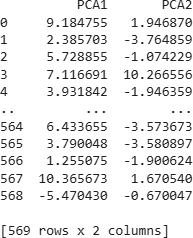 PCA1 PCA2
0 9.184755 1.946870
1 2.385703 -3.764859
2 5.728855 -1.074229
3 7.116691 10.266556
4 3.931842 -1.946359
.. ... ...
564 6.433655 -3.573673
565 3.790048 -3.580897
566 1.255075 -1.900624
567 10.365673 1.670540
568 -5.470430 -0.670047
[569 rows x 2 columns]